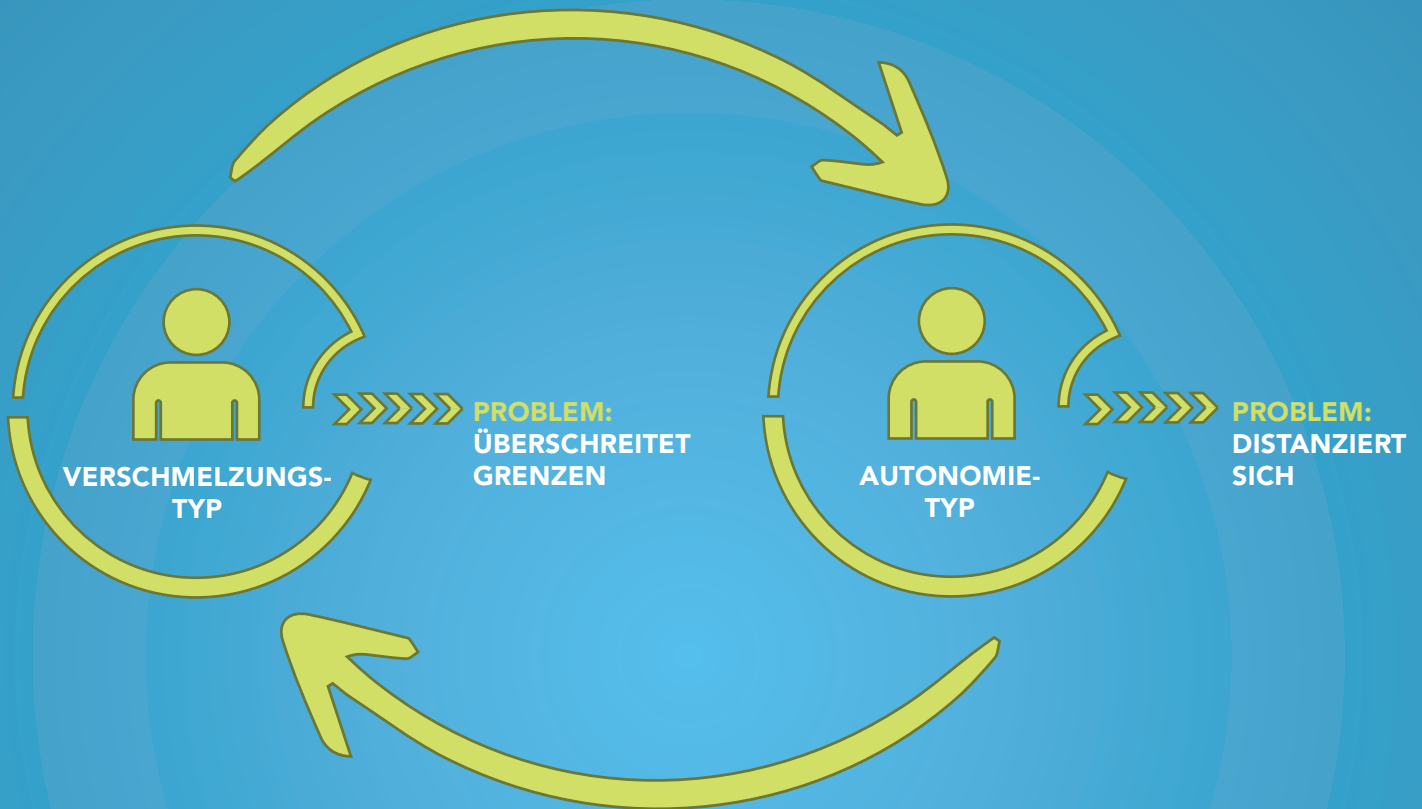 VERSCHMELZUNGS-
TYP
PROBLEM:
ÜBERSCHREITET
GRENZEN
AUTONOMIE-
TYP
PROBLEM:
DISTANZIERT
SICH